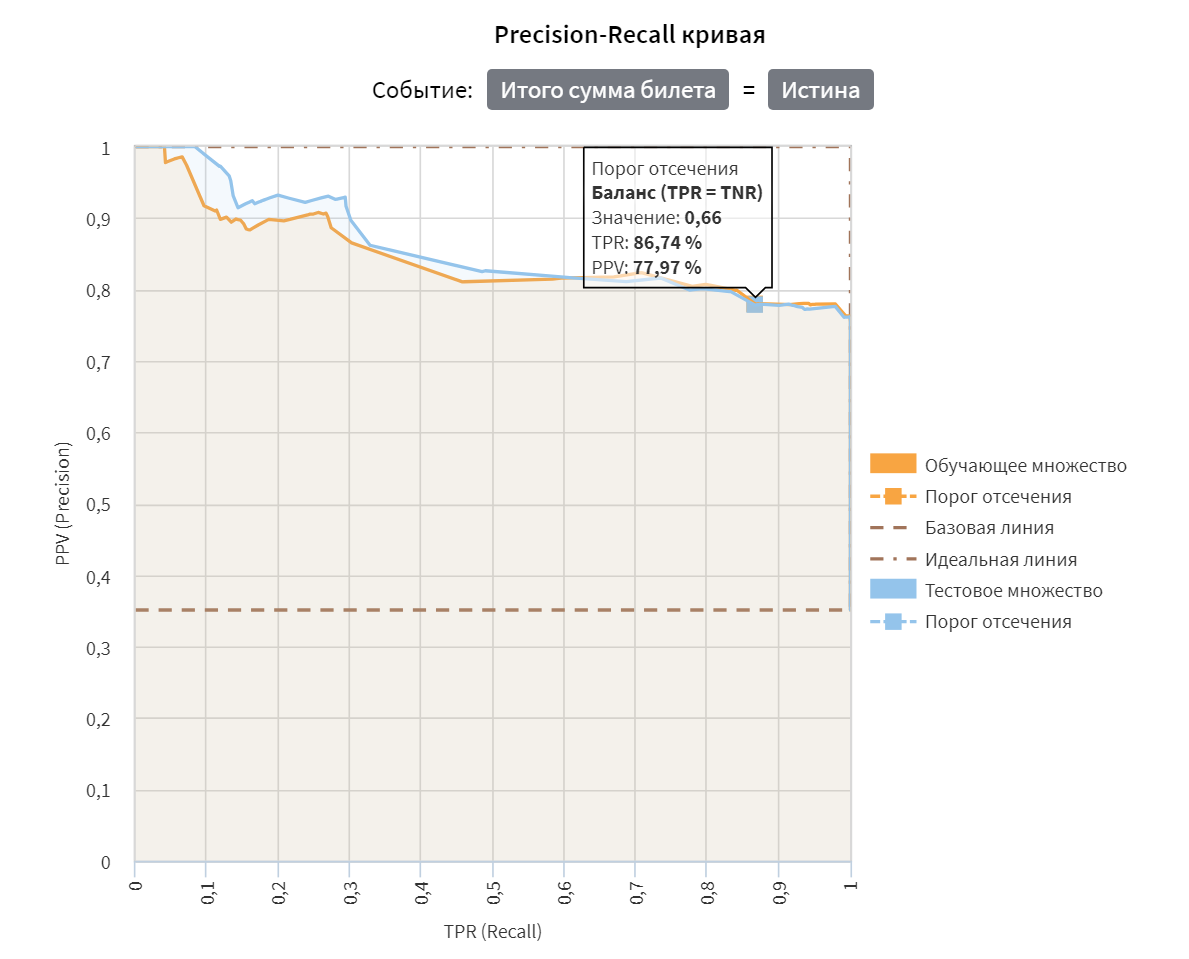 Precision-Recall кривая
Событие: Итого сумма билета = Истина
Порог отсечения
Баланс (TPR = TNR)
Значение: 0,66
TPR: 86,74 %
PPV: 77,97 %
PPV (Precision)
1
0,9
0,8
0,7
0,6
0,5
0,4
0,3
0,2
0,1
0
0
0,1
0,2
0,3
0,4
0,5
0,6
0,7
0,8
0,9
1
TPR (Recall)
Обучающее множество
Порог отсечения
Базовая линия
Идеальная линия
Тестовое множество
Порог отсечения